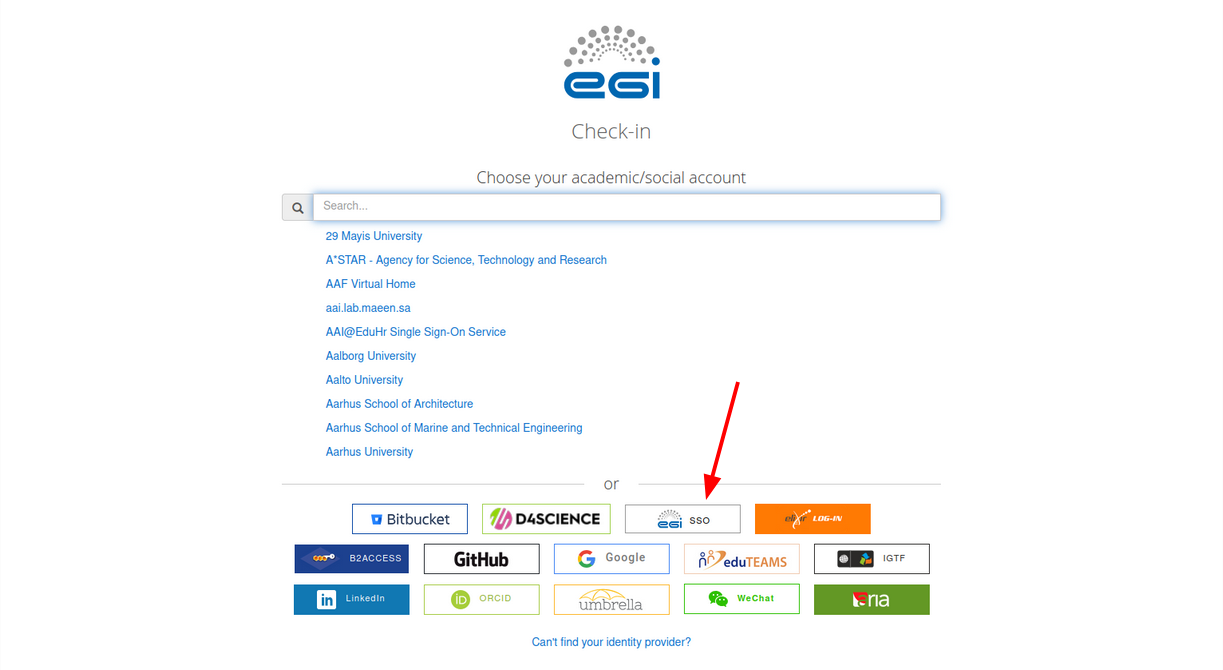 egi
Check-in
Choose your academic/social account
Search...
29 Mayis University
A*STAR - Agency for Science, Technology and Research
AAF Virtual Home
aai.lab.maeen.sa
AAI@EduHr Single Sign-On Service
Aalborg University
Aalto University
Aarhus School of Architecture
Aarhus School of Marine and Technical Engineering
Aarhus University
or
Bitbucket D4SCIENCE egi SSO elixir LOG-IN
B2ACCESS GitHub Google eduTEAMS IGTF
in LinkedIn iD ORCID umbrella WeChat eria
Can't find your identity provider?